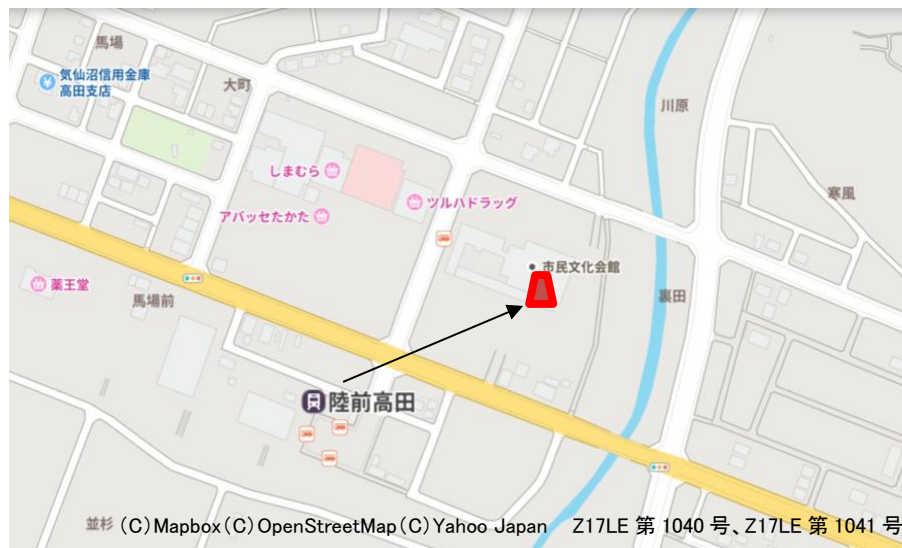 馬場
気仙沼信用金庫
高田支店
大町
川原
しまむら
ツルハドラッグ
寒風
アバッセたかた
市民文化会館
薬王堂
馬場前
裏田
陸前高田
並杉
(C)Mapbox(C)OpenStreetMap(C)Yahoo Japan Z17LE 第 1040 号、Z17LE 第 1041 号